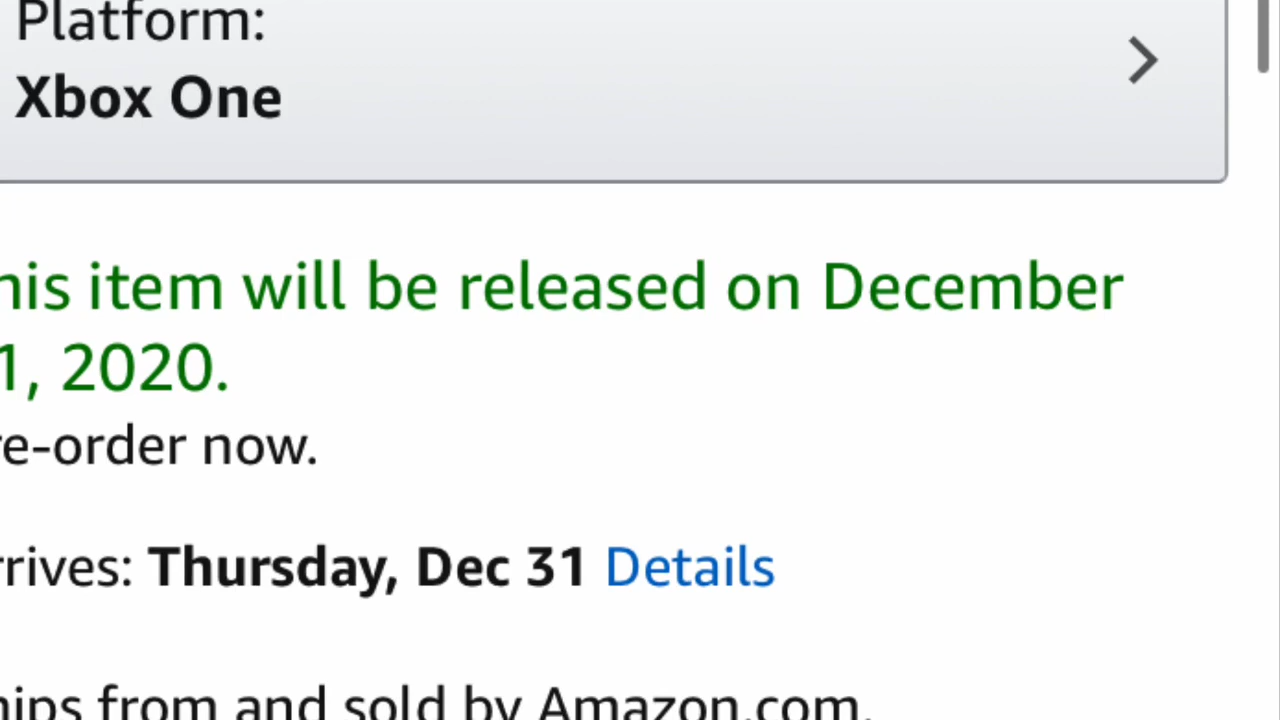 Platform:
Xbox One
his item will be released on December
1, 2020.
re-order now.
rrives: Thursday, Dec 31 Details
hips from and sold by Amazon.com.